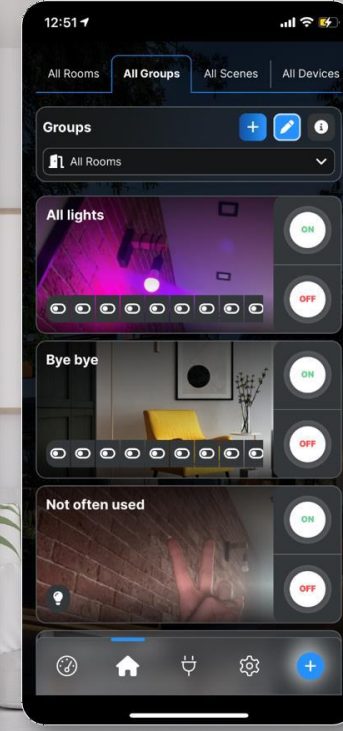 12:51
All Rooms All Groups All Scenes All Devices
Groups
All Rooms
All lights
ON
OFF
Bye bye
ON
OFF
Not often used
ON
OFF